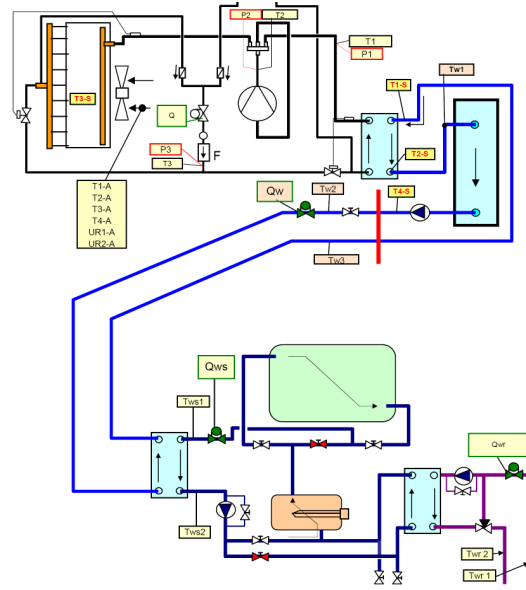 P2
T2
T1
P1
Tw1
T3-S
T1-S
Q
P3
F
T3
T2-S
T1-A
T2-A
T3-A
T4-A
UR1-A
UR2-A
Qw
Tw2
T4-S
Tw3
Qws
Tws1
Qwr
Tws2
Twr 2
Twr 1